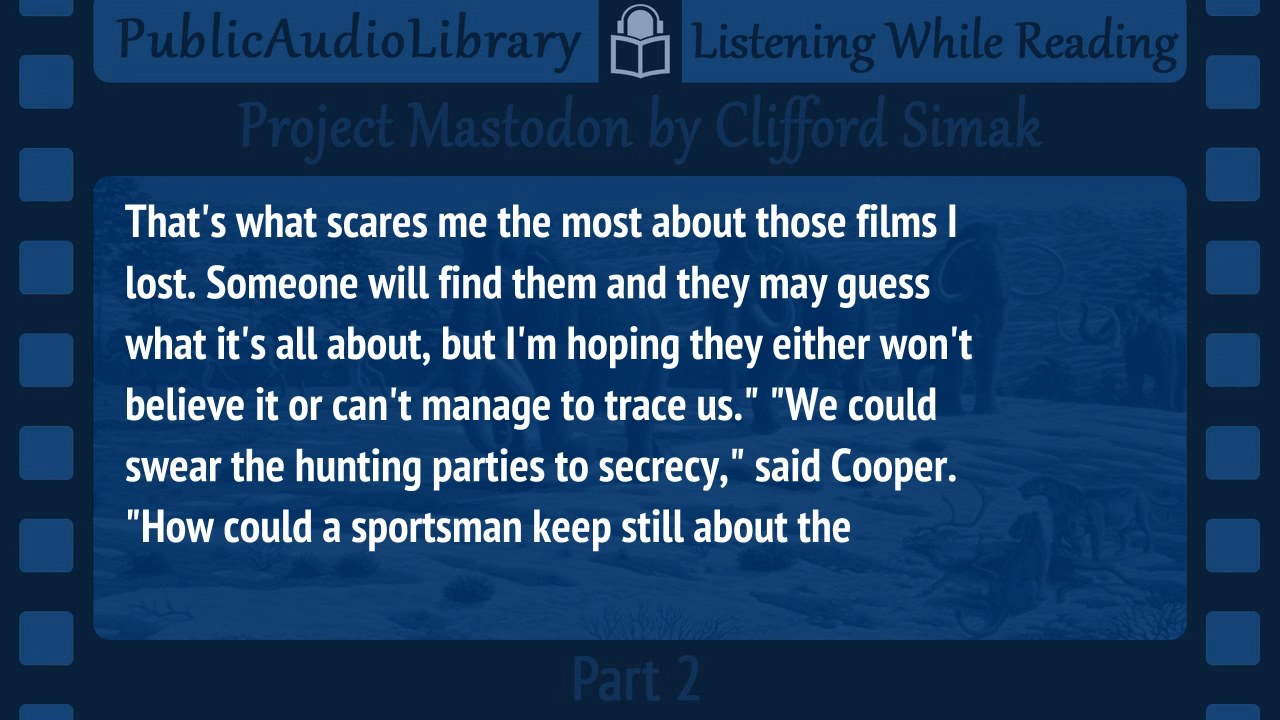 PublicAudioLibrary Listening While Reading
Project Mastodon by Clifford Simak
That's what scares me the most about those films I
lost. Someone will find them and they may guess
what it's all about, but I'm hoping they either won't
believe it or can't manage to trace us." "We could
swear the hunting parties to secrecy," said Cooper.
"How could a sportsman keep still about the
Part 2